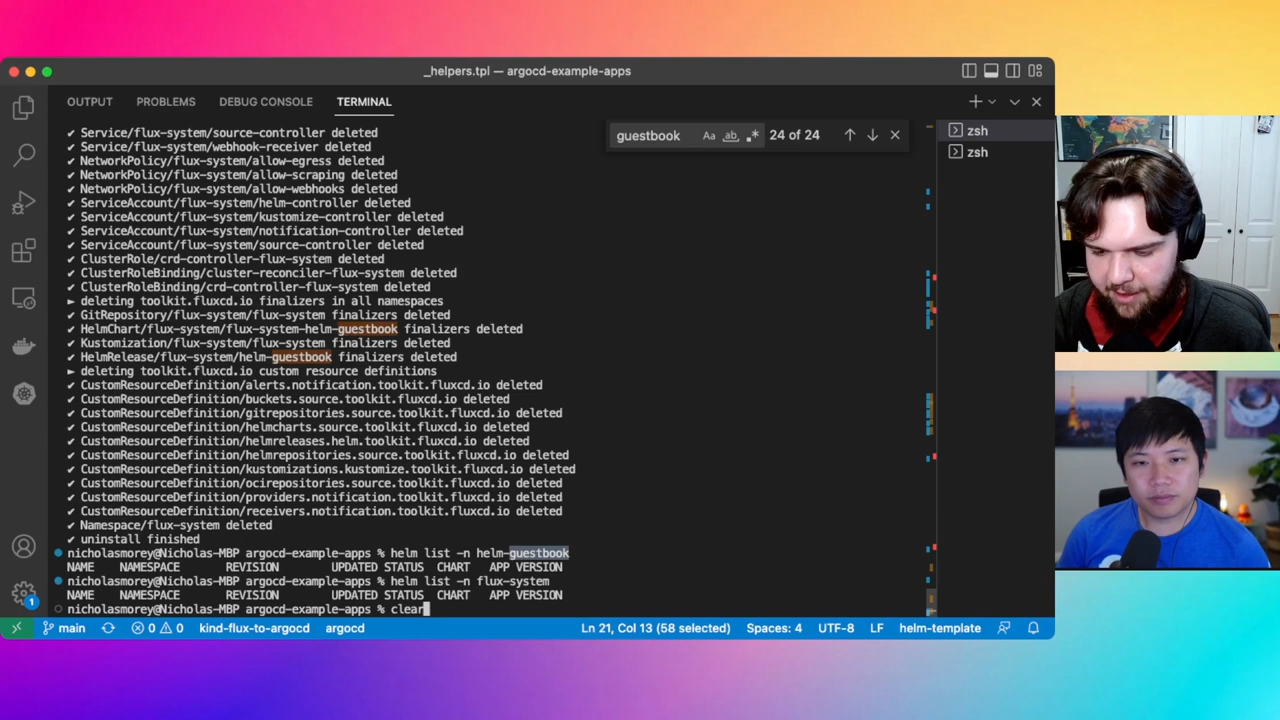 _helpers.tpl — argocd-example-apps
OUTPUT PROBLEMS DEBUG CONSOLE TERMINAL
guestbook Aa ab .* 24 of 24
zsh
zsh
✔ Service/flux-system/source-controller deleted
✔ Service/flux-system/webhook-receiver deleted
✔ NetworkPolicy/flux-system/allow-egress deleted
✔ NetworkPolicy/flux-system/allow-scraping deleted
✔ NetworkPolicy/flux-system/allow-webhooks deleted
✔ ServiceAccount/flux-system/helm-controller deleted
✔ ServiceAccount/flux-system/kustomize-controller deleted
✔ ServiceAccount/flux-system/notification-controller deleted
✔ ServiceAccount/flux-system/source-controller deleted
✔ ClusterRole/crd-controller-flux-system deleted
✔ ClusterRoleBinding/cluster-reconciler-flux-system deleted
✔ ClusterRoleBinding/crd-controller-flux-system deleted
► deleting toolkit.fluxcd.io finalizers in all namespaces
✔ GitRepository/flux-system/flux-system finalizers deleted
✔ HelmChart/flux-system/flux-system-helm-guestbook finalizers deleted
✔ Kustomization/flux-system/flux-system finalizers deleted
✔ HelmRelease/flux-system/helm-guestbook finalizers deleted
► deleting toolkit.fluxcd.io custom resource definitions
✔ CustomResourceDefinition/alerts.notification.toolkit.fluxcd.io deleted
✔ CustomResourceDefinition/buckets.source.toolkit.fluxcd.io deleted
✔ CustomResourceDefinition/gitrepositories.source.toolkit.fluxcd.io deleted
✔ CustomResourceDefinition/helmcharts.source.toolkit.fluxcd.io deleted
✔ CustomResourceDefinition/helmreleases.helm.toolkit.fluxcd.io deleted
✔ CustomResourceDefinition/helmrepositories.source.toolkit.fluxcd.io deleted
✔ CustomResourceDefinition/kustomizations.kustomize.toolkit.fluxcd.io deleted
✔ CustomResourceDefinition/ocirepositories.source.toolkit.fluxcd.io deleted
✔ CustomResourceDefinition/providers.notification.toolkit.fluxcd.io deleted
✔ CustomResourceDefinition/receivers.notification.toolkit.fluxcd.io deleted
✔ Namespace/flux-system deleted
✔ uninstall finished
nicholasmorey@Nicholas-MBP argocd-example-apps % helm list -n helm-guestbook
NAME NAMESPACE REVISION UPDATED STATUS CHART APP VERSION
nicholasmorey@Nicholas-MBP argocd-example-apps % helm list -n flux-system
NAME NAMESPACE REVISION UPDATED STATUS CHART APP VERSION
nicholasmorey@Nicholas-MBP argocd-example-apps % clear
1
main 0 0 kind-flux-to-argocd argocd Ln 21, Col 13 (58 selected) Spaces: 4 UTF-8 LF helm-template